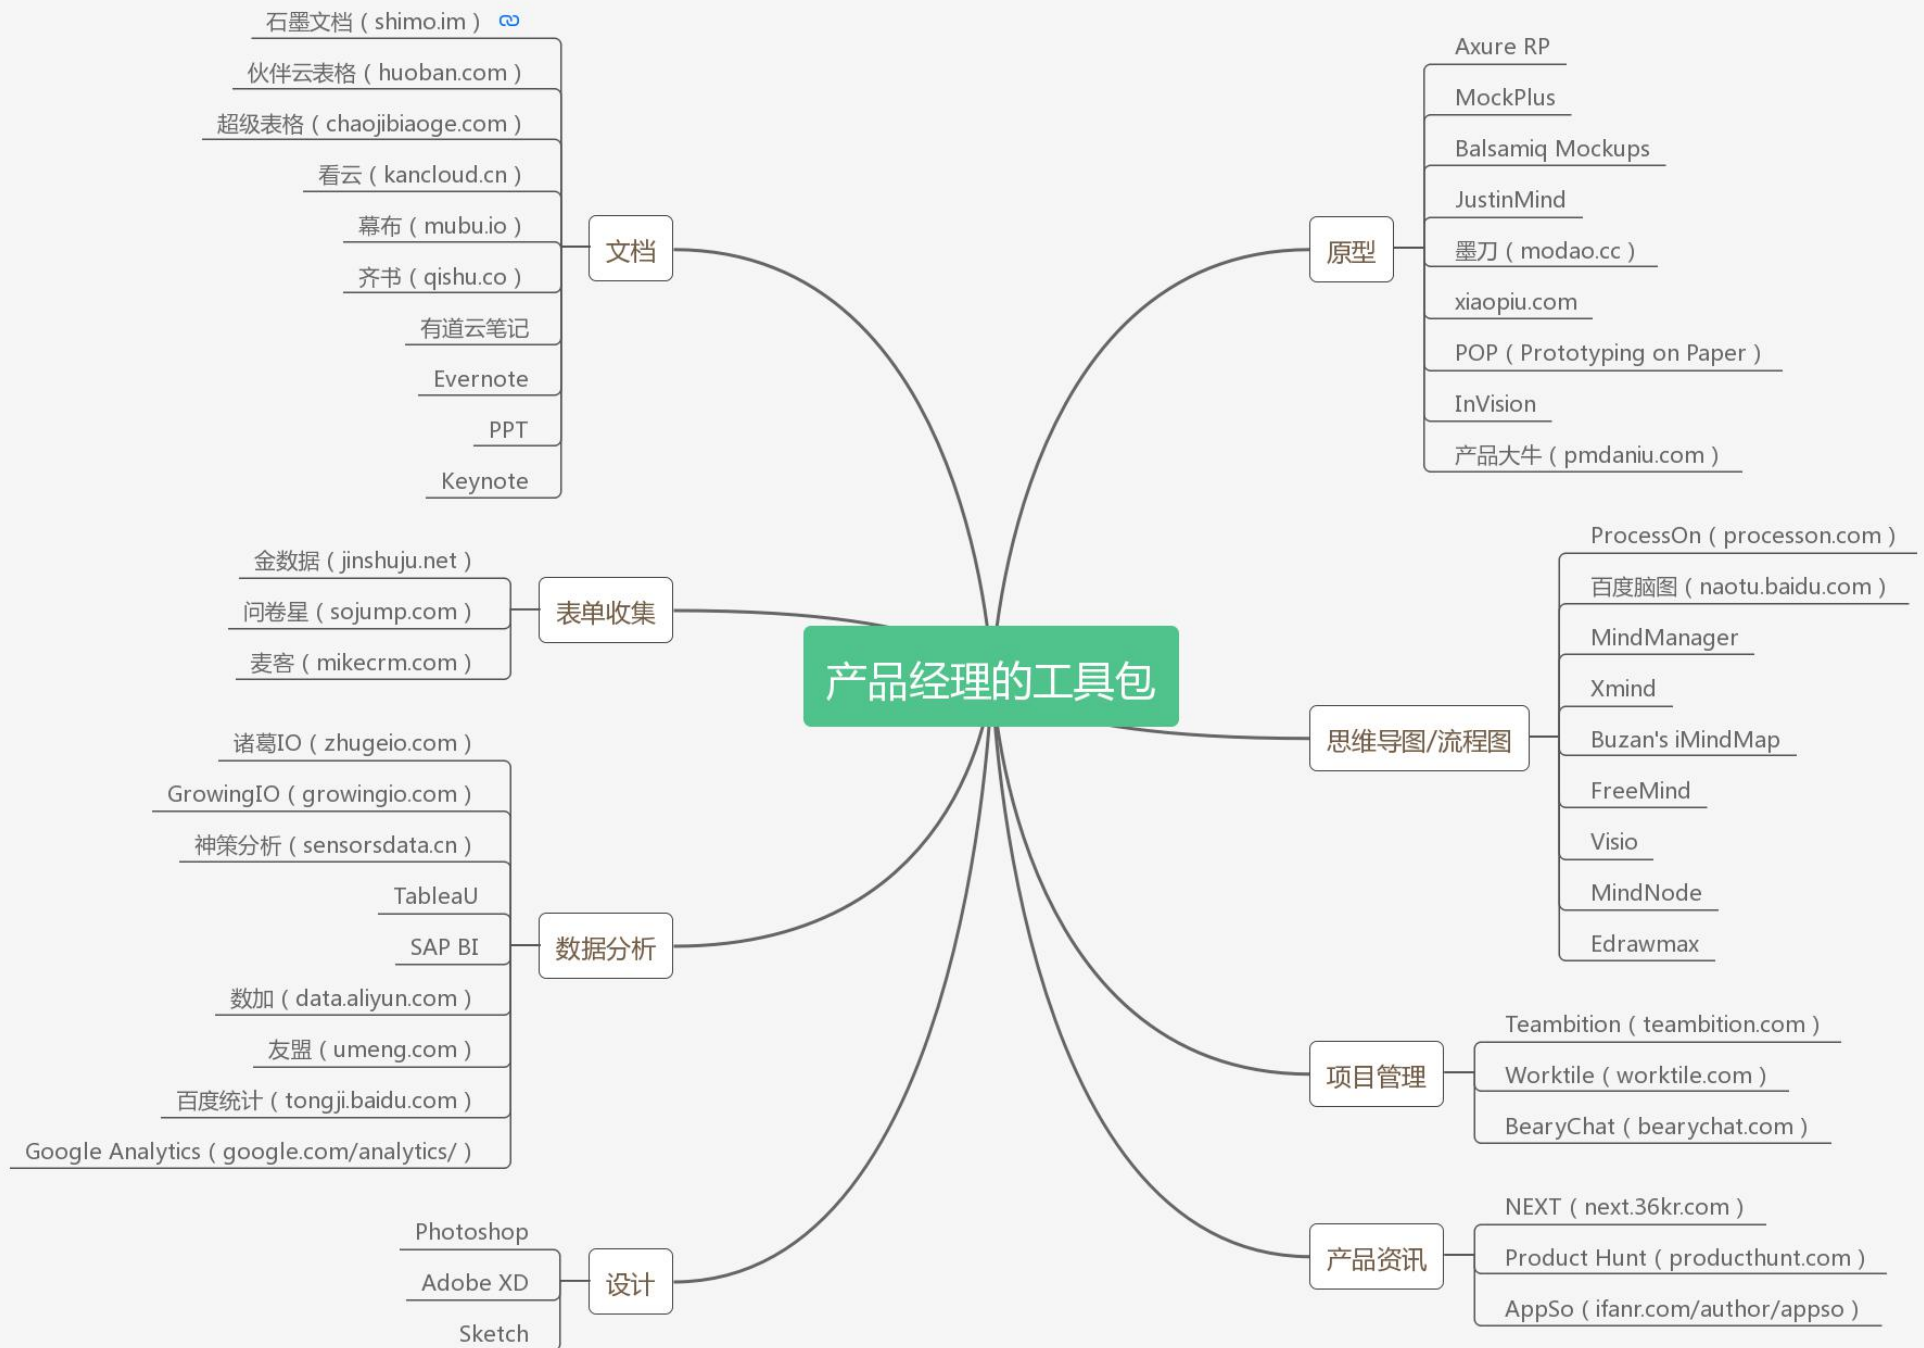 产品经理的工具包
原型
Axure RP
MockPlus
Balsamiq Mockups
JustinMind
墨刀 ( modao.cc )
xiaopiu.com
POP ( Prototyping on Paper )
InVision
产品大牛 ( pmdaniu.com )
思维导图/流程图
ProcessOn ( processon.com )
百度脑图 ( naotu.baidu.com )
MindManager
Xmind
Buzan's iMindMap
FreeMind
Visio
MindNode
Edrawmax
项目管理
Teambition ( teambition.com )
Worktile ( worktile.com )
BearyChat ( bearychat.com )
产品资讯
NEXT ( next.36kr.com )
Product Hunt ( producthunt.com )
AppSo ( ifanr.com/author/appso )
文档
石墨文档 ( shimo.im )
伙伴云表格 ( huoban.com )
超级表格 ( chaojibiaoge.com )
看云 ( kancloud.cn )
幕布 ( mubu.io )
齐书 ( qishu.co )
有道云笔记
Evernote
PPT
Keynote
表单收集
金数据 ( jinshuju.net )
问卷星 ( sojump.com )
麦客 ( mikecrm.com )
数据分析
诸葛IO ( zhugeio.com )
GrowingIO ( growingio.com )
神策分析 ( sensorsdata.cn )
TableaU
SAP BI
数加 ( data.aliyun.com )
友盟 ( umeng.com )
百度统计 ( tongji.baidu.com )
Google Analytics ( google.com/analytics/ )
设计
Photoshop
Adobe XD
Sketch